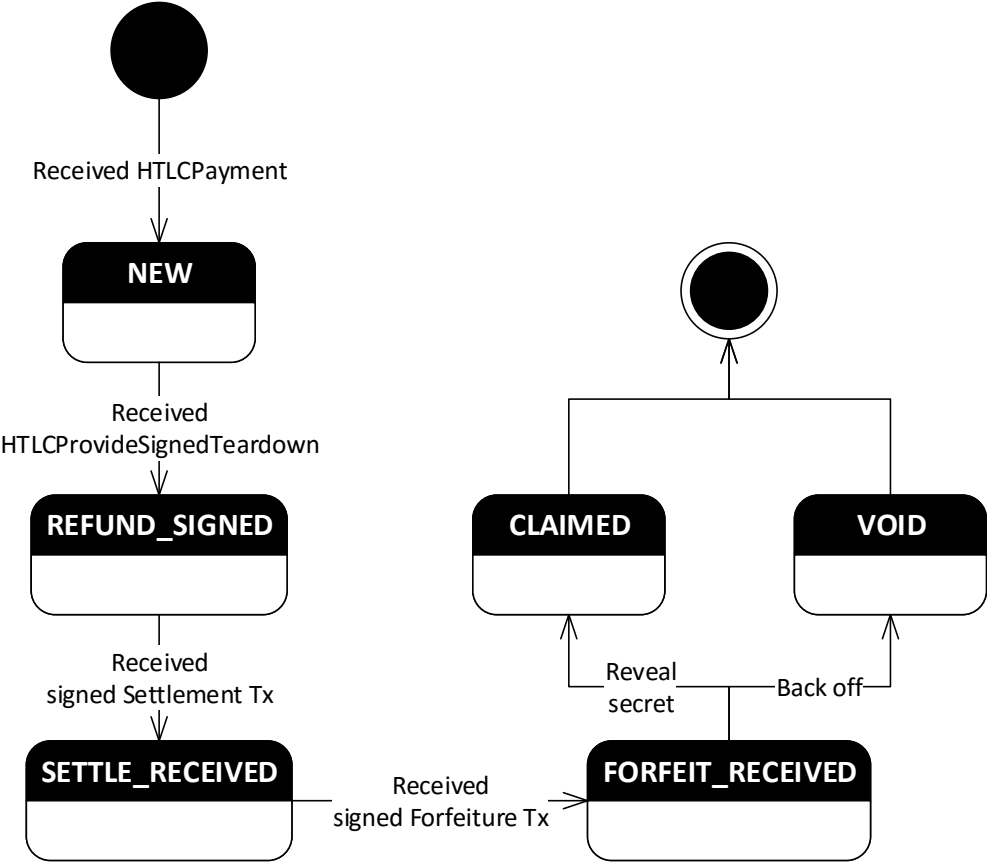 Received HTLCPayment
NEW
Received
HTLCProvideSignedTeardown
REFUND_SIGNED
CLAIMED
VOID
Received
signed Settlement Tx
Reveal
secret
Back off
SETTLE_RECEIVED
Received
signed Forfeiture Tx
FORFEIT_RECEIVED